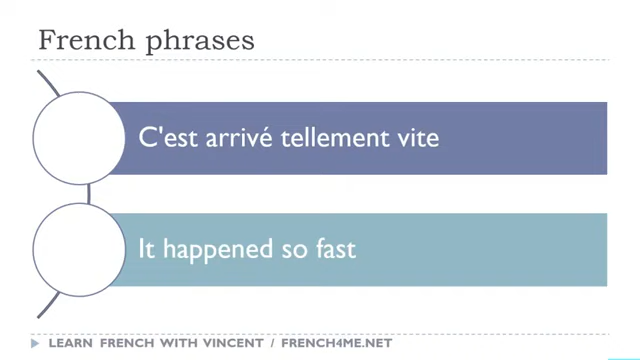 French phrases
C'est arrivé tellement vite
It happened so fast
LEARN FRENCH WITH VINCENT / FRENCH4ME.NET